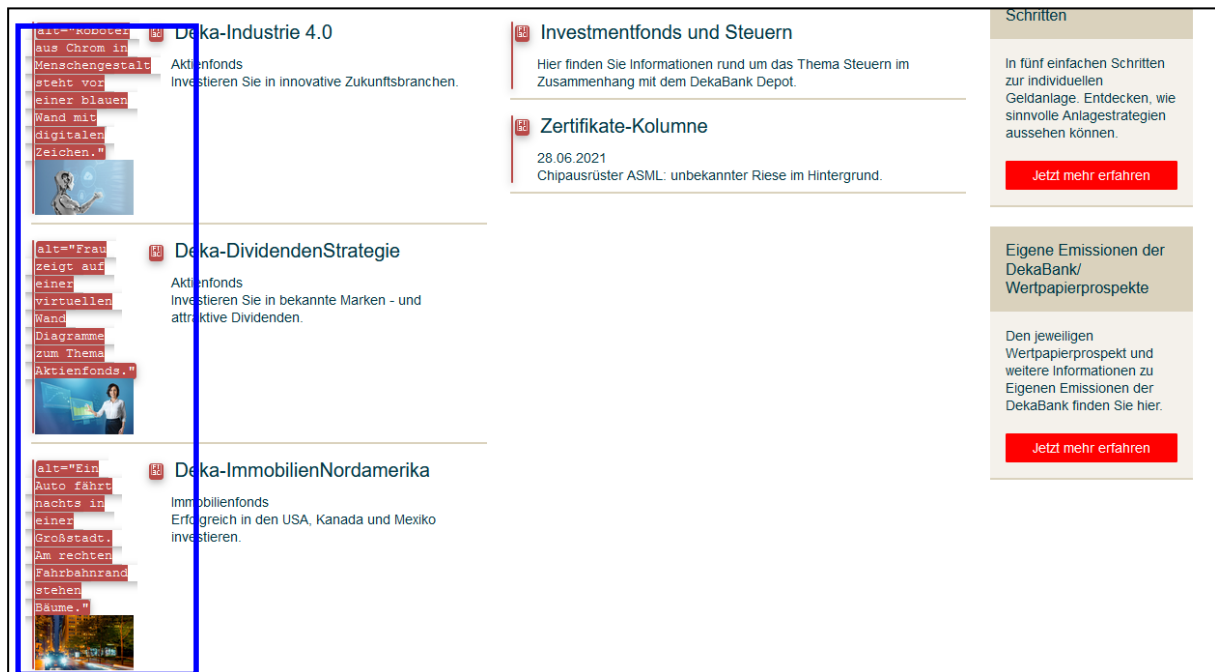 alt="Roboter
aus Chrom in
Menschengestalt
steht vor
einer blauen
Wand mit
digitalen
Zeichen."
Deka-Industrie 4.0
Aktienfonds
Investieren Sie in innovative Zukunftsbranchen.
alt="Frau
zeigt auf
einer
virtuellen
Wand
Diagramme
zum Thema
Aktienfonds."
Deka-DividendenStrategie
Aktienfonds
Investieren Sie in bekannte Marken - und
attraktive Dividenden.
alt="Ein
Auto fährt
nachts in
einer
Großstadt.
Am rechten
Fahrbahnrand
stehen
Bäume."
Deka-ImmobilienNordamerika
Immobilienfonds
Erfolgreich in den USA, Kanada und Mexiko
investieren.
Investmentfonds und Steuern
Hier finden Sie Informationen rund um das Thema Steuern im
Zusammenhang mit dem DekaBank Depot.
Zertifikate-Kolumne
28.06.2021
Chipausrüster ASML: unbekannter Riese im Hintergrund.
Schritten
In fünf einfachen Schritten
zur individuellen
Geldanlage. Entdecken, wie
sinnvolle Anlagestrategien
aussehen können.
Jetzt mehr erfahren
Eigene Emissionen der
DekaBank/
Wertpapierprospekte
Den jeweiligen
Wertpapierprospekt und
weitere Informationen zu
Eigenen Emissionen der
DekaBank finden Sie hier.
Jetzt mehr erfahren